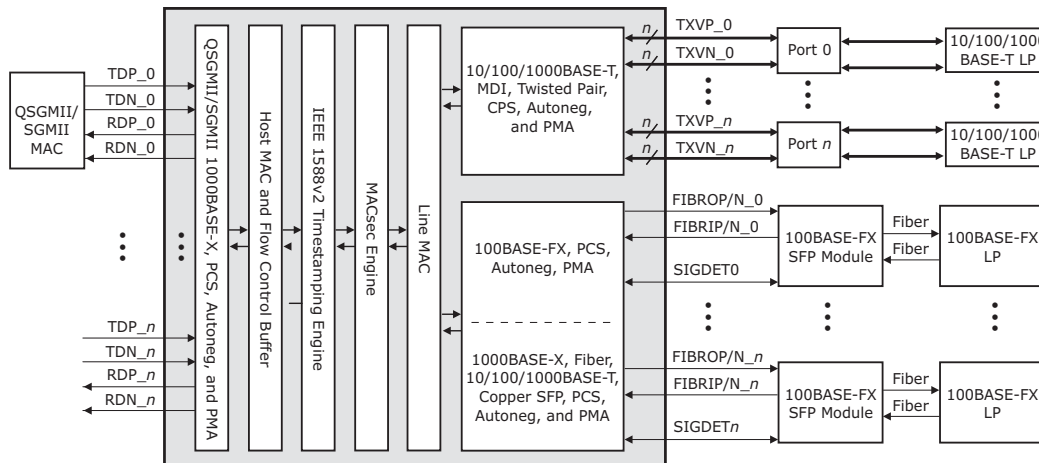 QSGMII/
SGMII
MAC
TDP_0
TDN_0
RDP_0
RDN_0
TDP_n
TDN_n
RDP_n
RDN_n
QSGMII/SGMII 1000BASE-X, PCS, Autoneg, and PMA
Host MAC and Flow Control Buffer
IEEE 1588v2 Timestamping Engine
MACsec Engine
Line MAC
10/100/1000BASE-T,
MDI, Twisted Pair,
CPS, Autoneg,
and PMA
100BASE-FX, PCS,
Autoneg, PMA
1000BASE-X, Fiber,
10/100/1000BASE-T,
Copper SFP, PCS,
Autoneg, and PMA
n TXVP_0
n TXVN_0
n TXVP_n
n TXVN_n
Port 0
Port n
10/100/1000
BASE-T LP
10/100/1000
BASE-T LP
FIBROP/N_0
FIBRIP/N_0
SIGDET0
100BASE-FX
SFP Module
Fiber
Fiber
100BASE-FX
LP
FIBROP/N_n
FIBRIP/N_n
SIGDETn
100BASE-FX
SFP Module
Fiber
Fiber
100BASE-FX
LP